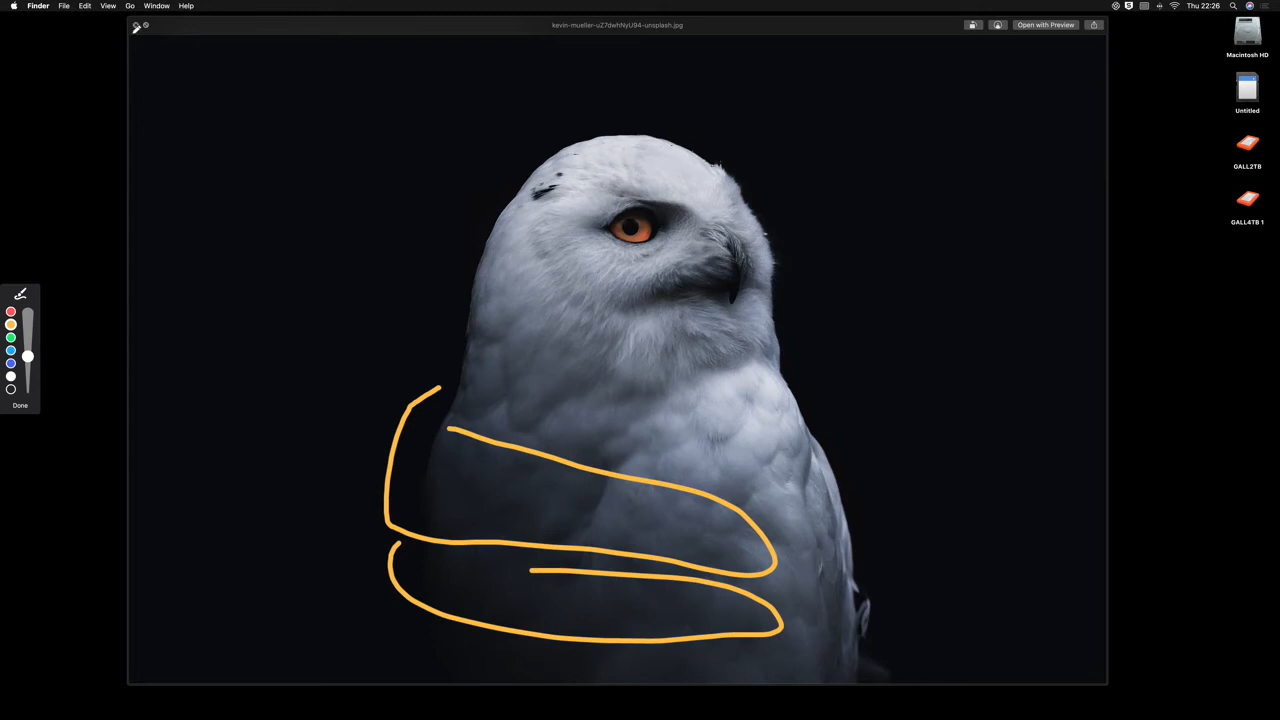 Finder File Edit View Go Window Help
Thu 22:26
kevin-mueller-uZ7dwhNyU94-unsplash.jpg
Open with Preview
Macintosh HD
Untitled
GALL2TB
GALL4TB 1
Done